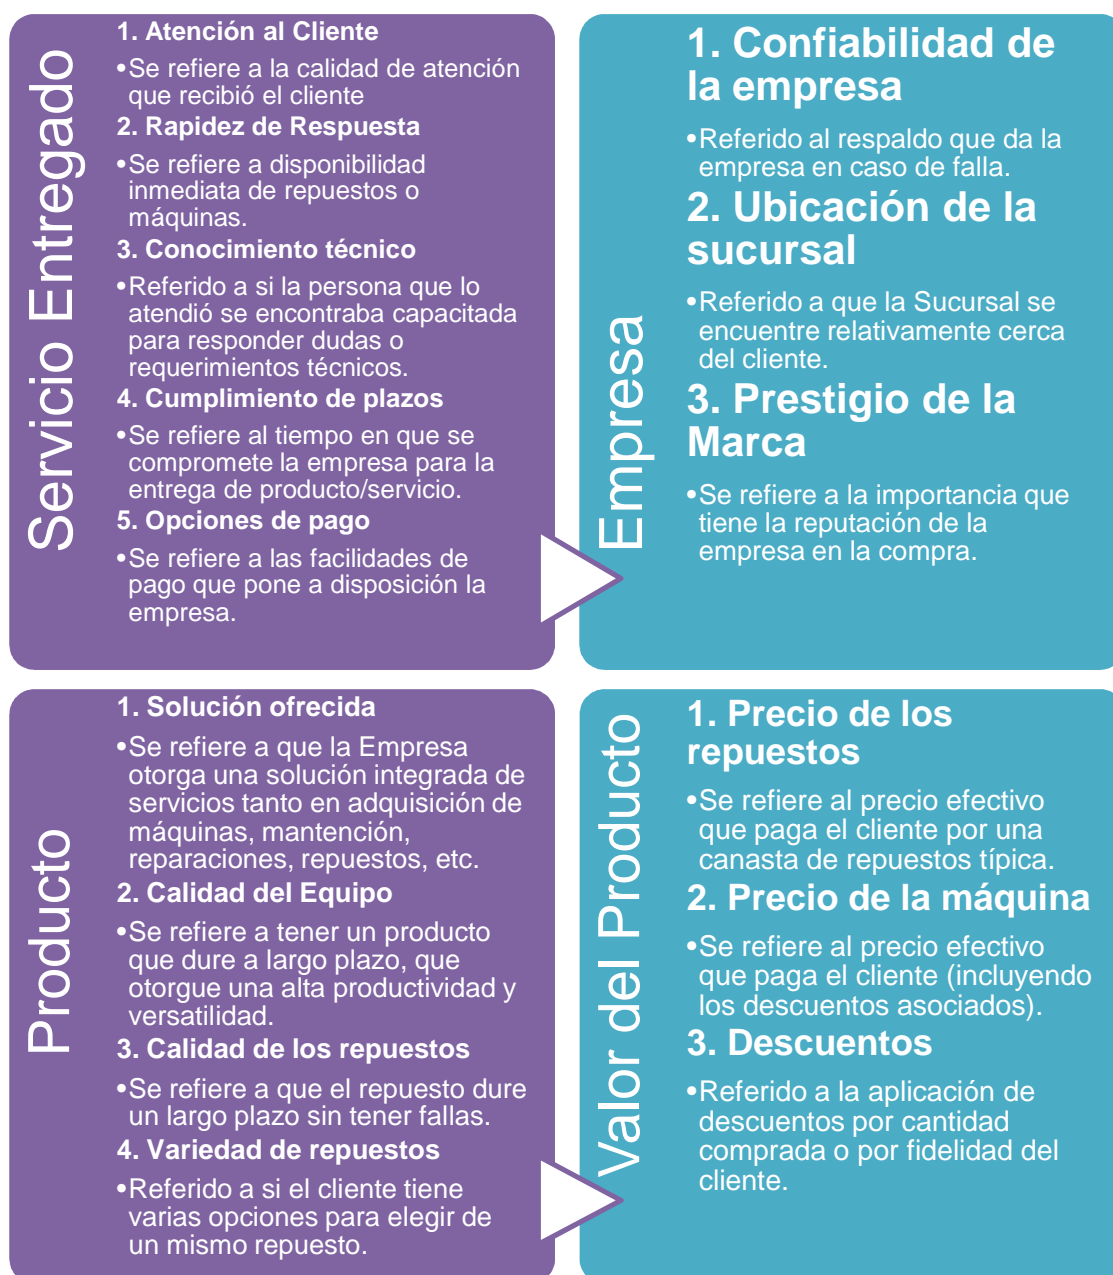 Servicio Entregado
1. Atención al Cliente
•Se refiere a la calidad de atención
que recibió el cliente
2. Rapidez de Respuesta
•Se refiere a disponibilidad
inmediata de repuestos o
máquinas.
3. Conocimiento técnico
•Referido a si la persona que lo
atendió se encontraba capacitada
para responder dudas o
requerimientos técnicos.
4. Cumplimiento de plazos
•Se refiere al tiempo en que se
compromete la empresa para la
entrega de producto/servicio.
5. Opciones de pago
•Se refiere a las facilidades de
pago que pone a disposición la
empresa.
Empresa
1. Confiabilidad de
la empresa
•Referido al respaldo que da la
empresa en caso de falla.
2. Ubicación de la
sucursal
•Referido a que la Sucursal se
encuentre relativamente cerca
del cliente.
3. Prestigio de la
Marca
•Se refiere a la importancia que
tiene la reputación de la
empresa en la compra.
Producto
1. Solución ofrecida
•Se refiere a que la Empresa
otorga una solución integrada de
servicios tanto en adquisición de
máquinas, mantención,
reparaciones, repuestos, etc.
2. Calidad del Equipo
•Se refiere a tener un producto
que dure a largo plazo, que
otorgue una alta productividad y
versatilidad.
3. Calidad de los repuestos
•Se refiere a que el repuesto dure
un largo plazo sin tener fallas.
4. Variedad de repuestos
•Referido a si el cliente tiene
varias opciones para elegir de
un mismo repuesto.
Valor del Producto
1. Precio de los
repuestos
•Se refiere al precio efectivo
que paga el cliente por una
canasta de repuestos típica.
2. Precio de la máquina
•Se refiere al precio efectivo
que paga el cliente (incluyendo
los descuentos asociados).
3. Descuentos
•Referido a la aplicación de
descuentos por cantidad
comprada o por fidelidad del
cliente.